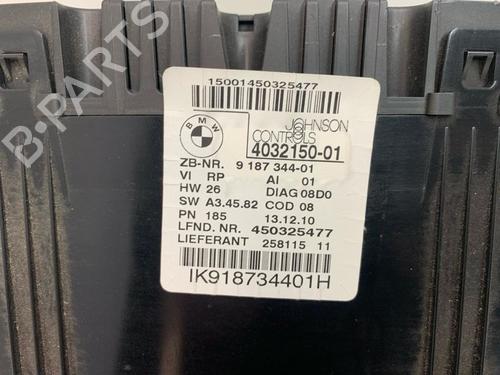 15001450325477
BMW
JOHNSON CONTROLS
4032150-01
ZB-NR. 9 187 344-01
VI RP AI 01
HW 26 DIAG 08D0
SW A3.45.82 COD 08
PN 185 13.12.10
LFND. NR. 450325477
LIEFERANT 258115 11
IK918734401H
B-PARTS